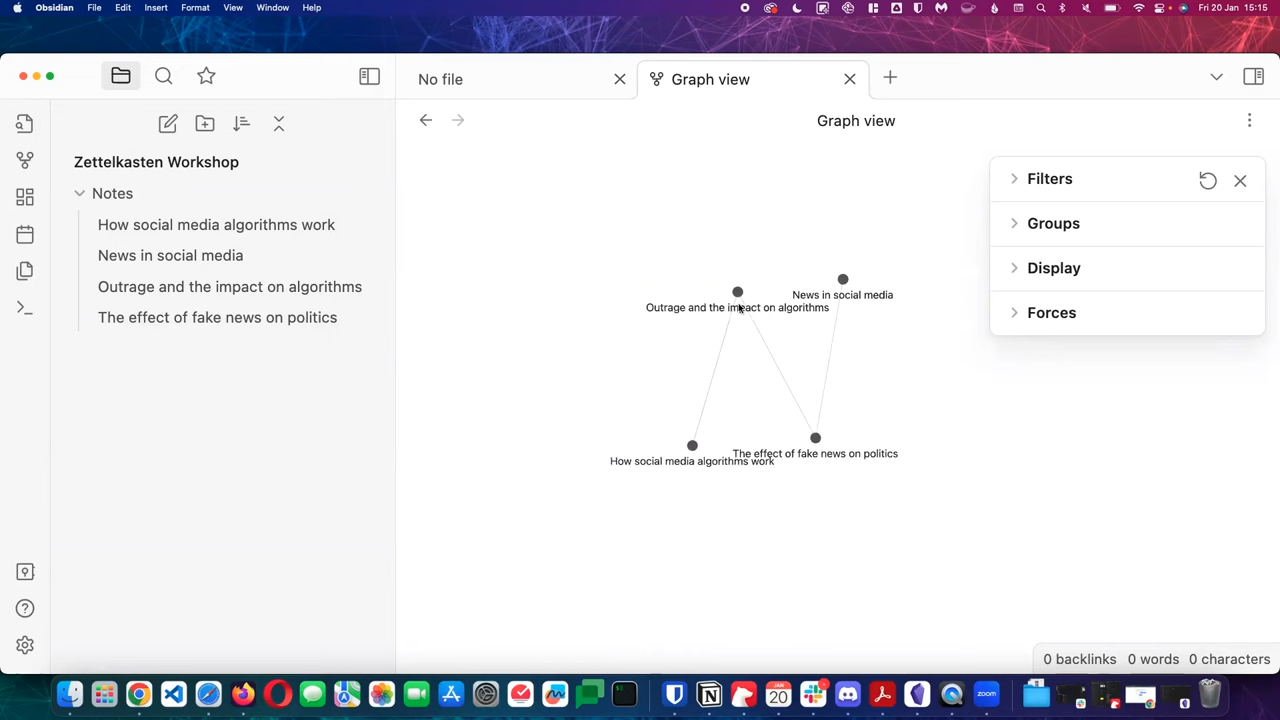 Obsidian File Edit Insert Format View Window Help Fri 20 Jan 15:15
No file
Graph view
Graph view
Zettelkasten Workshop
Notes
How social media algorithms work
News in social media
Outrage and the impact on algorithms
The effect of fake news on politics
Filters
Groups
Display
Forces
News in social media
Outrage and the impact on algorithms
The effect of fake news on politics
How social media algorithms work
0 backlinks 0 words 0 characters
JAN
20
zoom